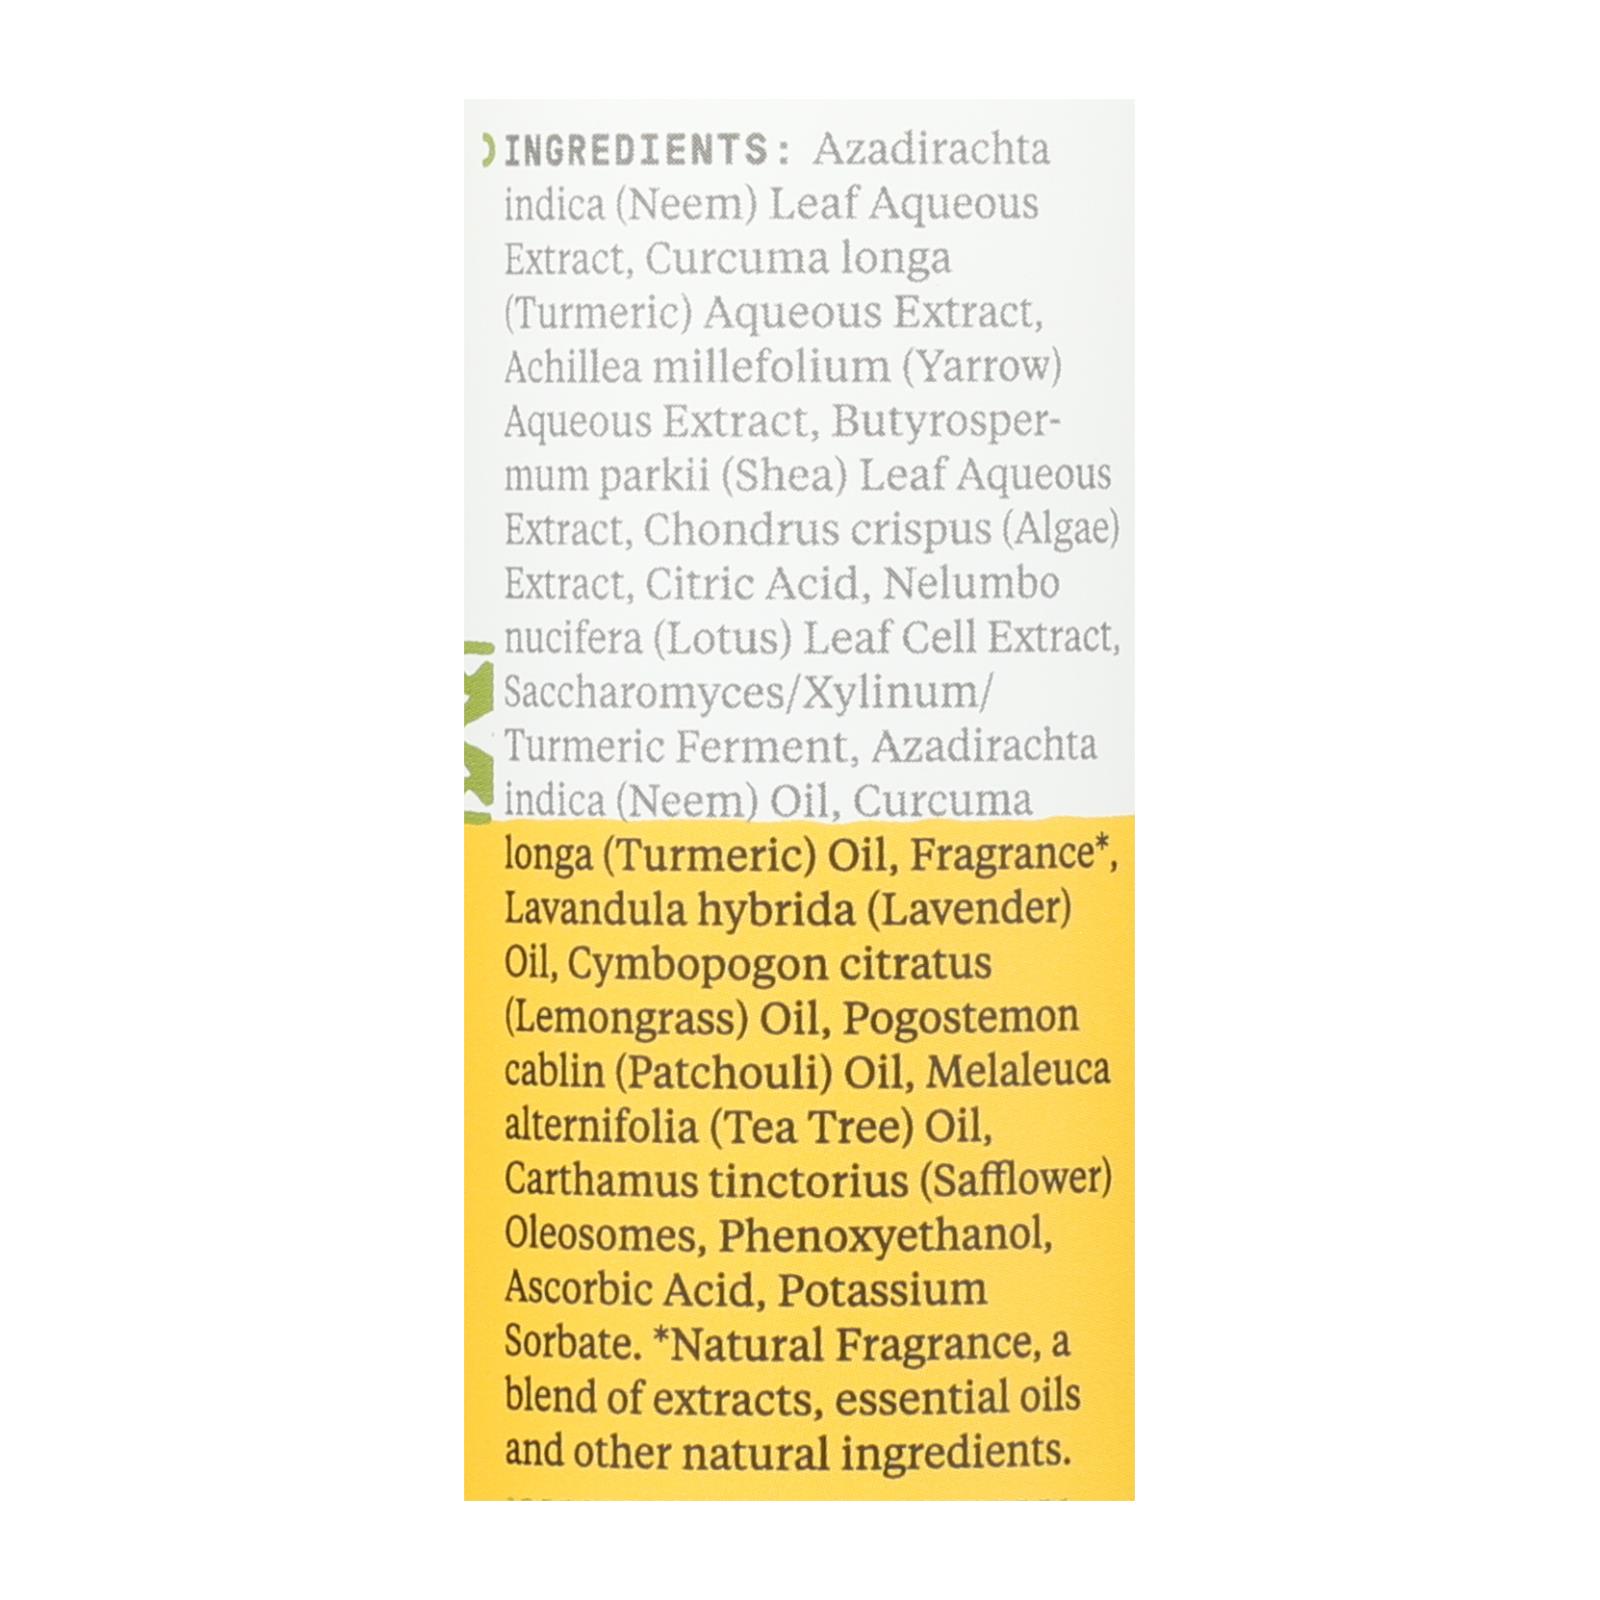 INGREDIENTS: Azadirachta
indica (Neem) Leaf Aqueous
Extract, Curcuma longa
(Turmeric) Aqueous Extract,
Achillea millefolium (Yarrow)
Aqueous Extract, Butyrosper-
mum parkii (Shea) Leaf Aqueous
Extract, Chondrus crispus (Algae)
Extract, Citric Acid, Nelumbo
nucifera (Lotus) Leaf Cell Extract,
Saccharomyces/Xylinum/
Turmeric Ferment, Azadirachta
indica (Neem) Oil, Curcuma
longa (Turmeric) Oil, Fragrance*,
Lavandula hybrida (Lavender)
Oil, Cymbopogon citratus
(Lemongrass) Oil, Pogostemon
cablin (Patchouli) Oil, Melaleuca
alternifolia (Tea Tree) Oil,
Carthamus tinctorius (Safflower)
Oleosomes, Phenoxyethanol,
Ascorbic Acid, Potassium
Sorbate. *Natural Fragrance, a
blend of extracts, essential oils
and other natural ingredients.